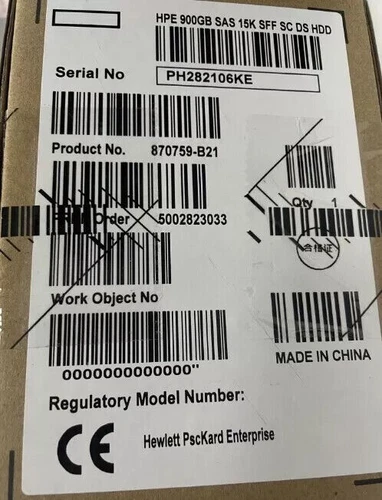 HPE 900GB SAS 15K SFF SC DS HDD
Serial No PH282106KE
Product No. 870759-B21
Order 5002823033
Qty 1
合格证
Work Object No
0000000000000"
MADE IN CHINA
Regulatory Model Number:
CE Hewlett PscKard Enterprise